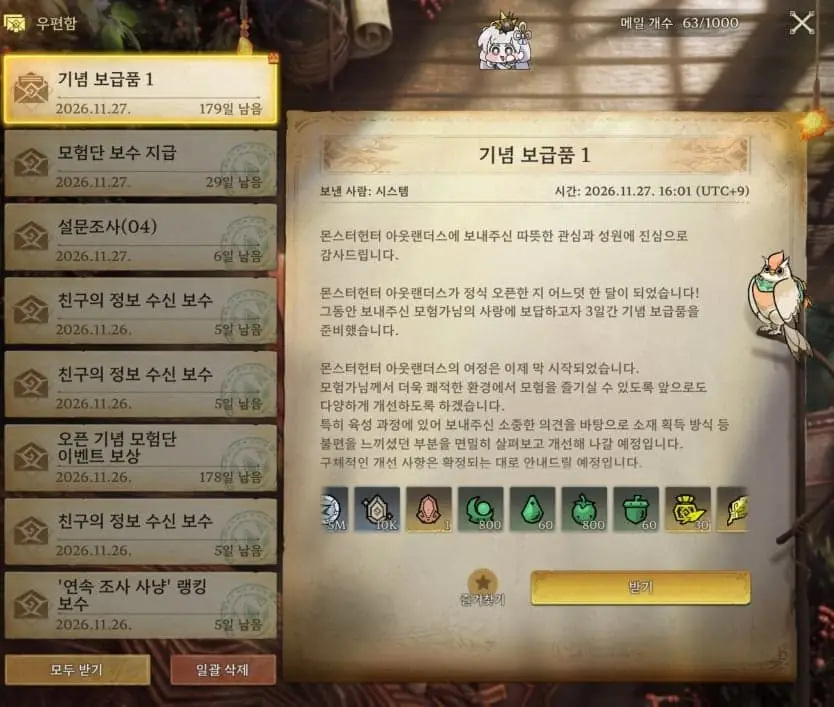 우편함
메일 개수 63/1000
기념 보급품 1
2026.11.27. 179일 남음
모험단 보수 지급
2026.11.27. 29일 남음
설문조사(04)
2026.11.27. 6일 남음
친구의 정보 수신 보수
2026.11.26. 5일 남음
친구의 정보 수신 보수
2026.11.26. 5일 남음
오픈 기념 모험단
이벤트 보상
2026.11.26. 178일 남음
친구의 정보 수신 보수
2026.11.26. 5일 남음
'연속 조사 사냥' 랭킹
보수
2026.11.26. 5일 남음
모두 받기
일괄 삭제
기념 보급품 1
보낸 사람: 시스템
시간: 2026.11.27. 16:01 (UTC+9)
몬스터헌터 아웃랜더스에 보내주신 따뜻한 관심과 성원에 진심으로
감사드립니다.
몬스터헌터 아웃랜더스가 정식 오픈한 지 어느덧 한 달이 되었습니다!
그동안 보내주신 모험가님의 사랑에 보답하고자 3일간 기념 보급품을
준비했습니다.
몬스터헌터 아웃랜더스의 여정은 이제 막 시작되었습니다.
모험가님께서 더욱 쾌적한 환경에서 모험을 즐기실 수 있도록 앞으로도
다양하게 개선하도록 하겠습니다.
특히 육성 과정에 있어 보내주신 소중한 의견을 바탕으로 소재 획득 방식 등
불편을 느끼셨던 부분을 면밀히 살펴보고 개선해 나갈 예정입니다.
구체적인 개선 사항은 확정되는 대로 안내드릴 예정입니다.
5M 10K 1 800 60 800 60 30
즐겨찾기
받기